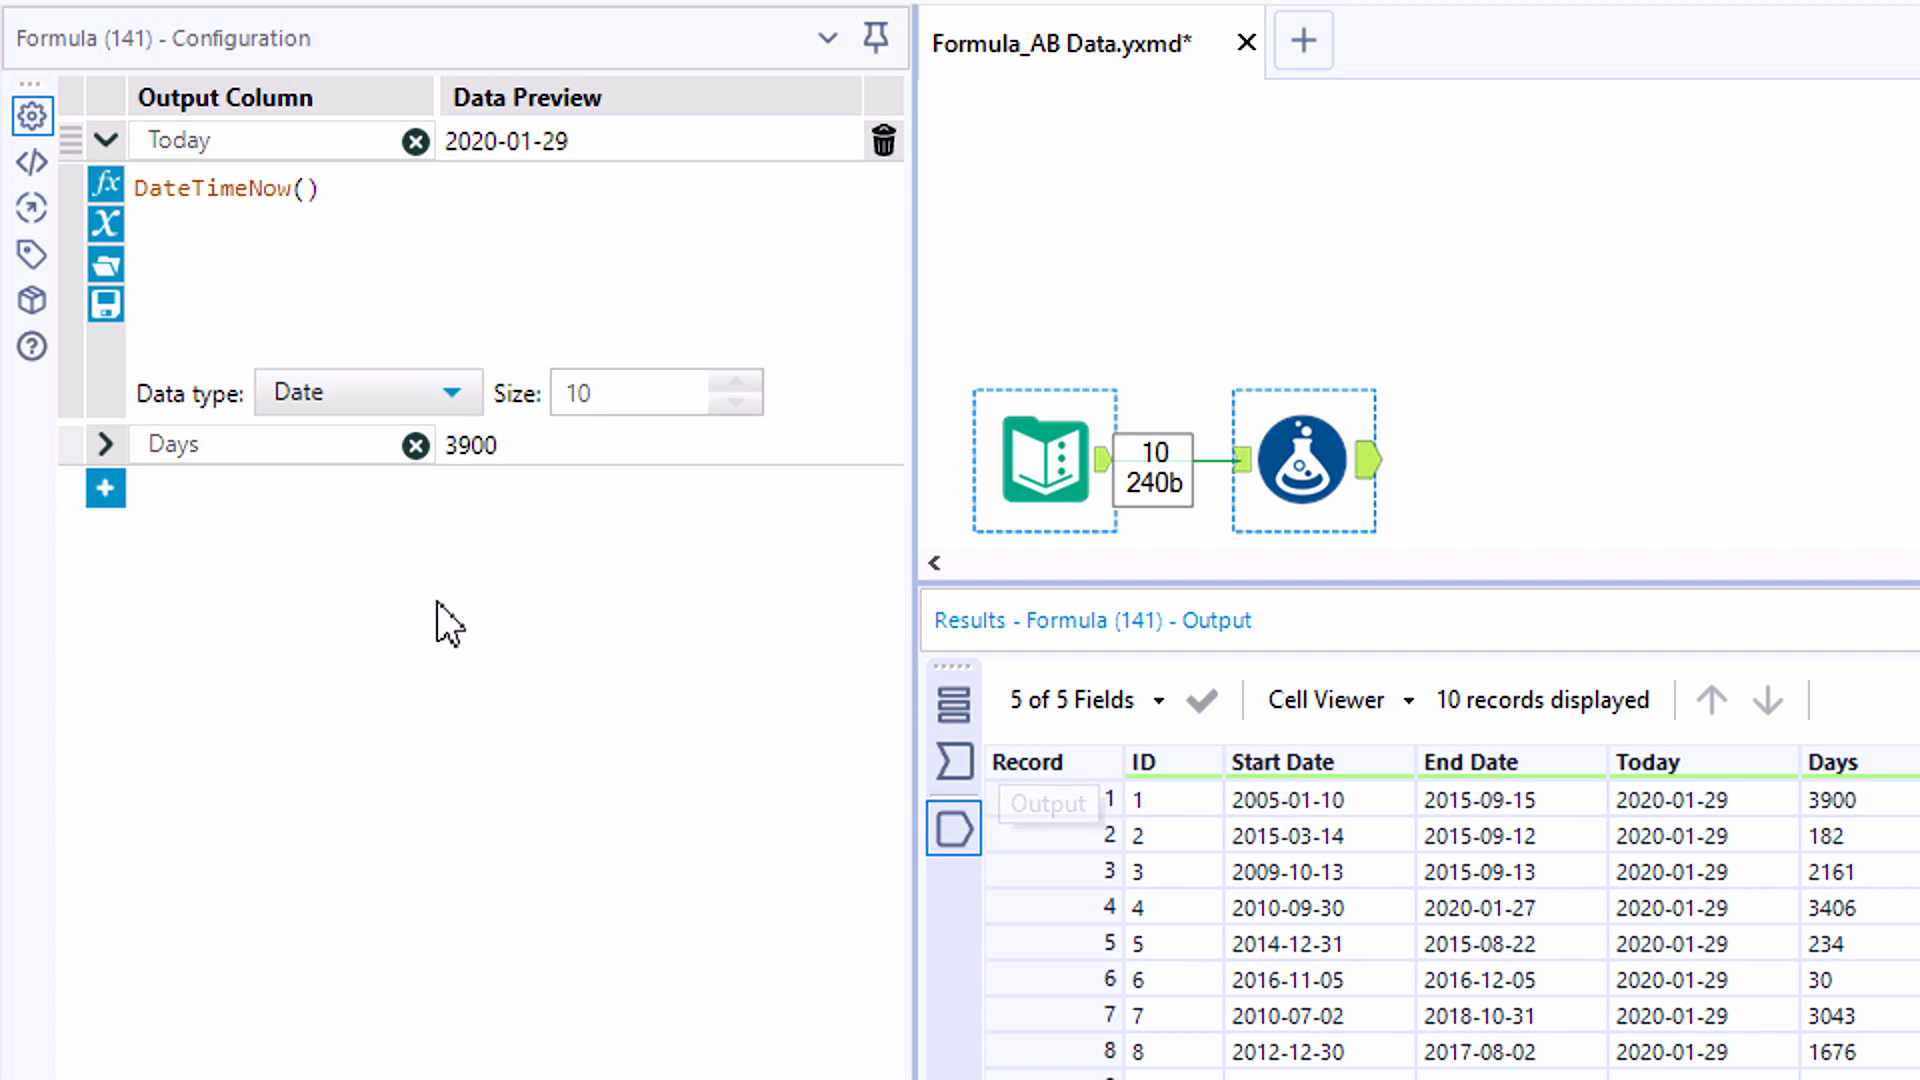 Formula (141) - Configuration
Output Column Data Preview
Today 2020-01-29
fx DateTimeNow()
X
Data type: Date Size: 10
Days 3900
Formula_AB Data.yxmd*
10
240b
Results - Formula (141) - Output
5 of 5 Fields Cell Viewer 10 records displayed
Record ID Start Date End Date Today Days
Output
1 1 2005-01-10 2015-09-15 2020-01-29 3900
2 2 2015-03-14 2015-09-12 2020-01-29 182
3 3 2009-10-13 2015-09-13 2020-01-29 2161
4 4 2010-09-30 2020-01-27 2020-01-29 3406
5 5 2014-12-31 2015-08-22 2020-01-29 234
6 6 2016-11-05 2016-12-05 2020-01-29 30
7 7 2010-07-02 2018-10-31 2020-01-29 3043
8 8 2012-12-30 2017-08-02 2020-01-29 1676